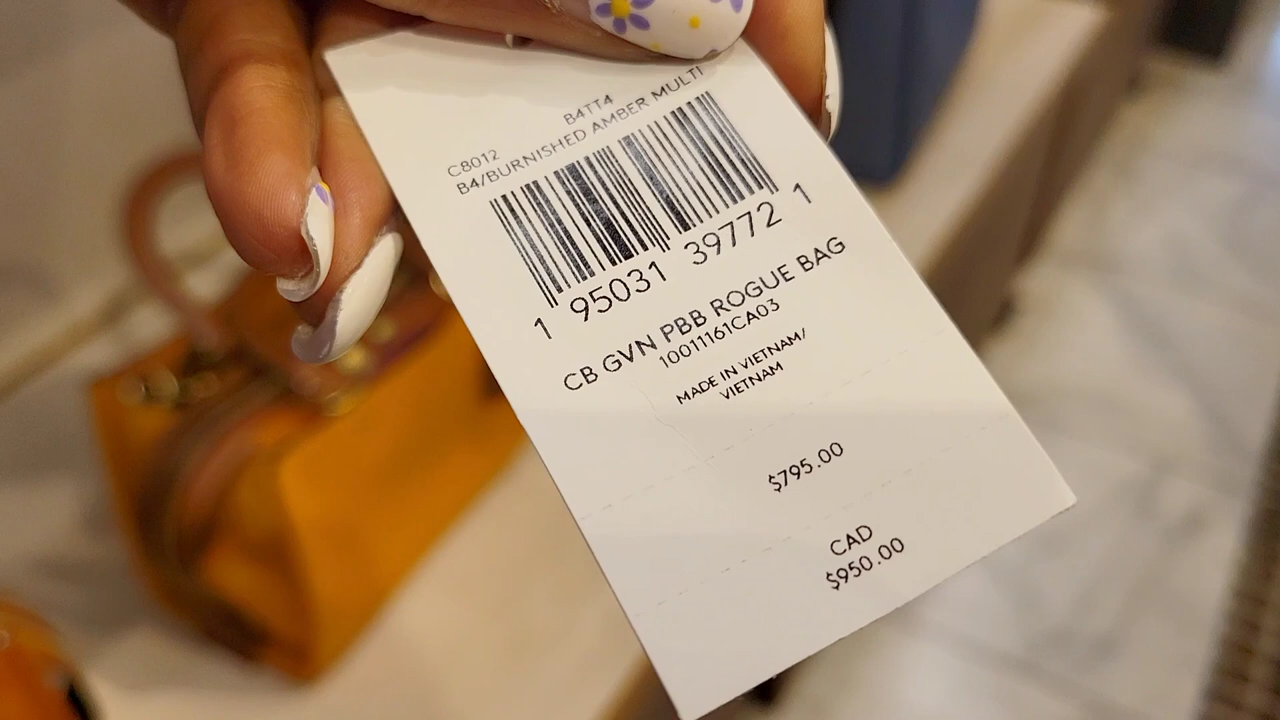 B4TT4
C8012
B4/BURNISHED AMBER MULTI
1 95031 39772 1
CB GVN PBB ROGUE BAG
10011161CA03
MADE IN VIETNAM/
VIETNAM
$795.00
CAD
$950.00